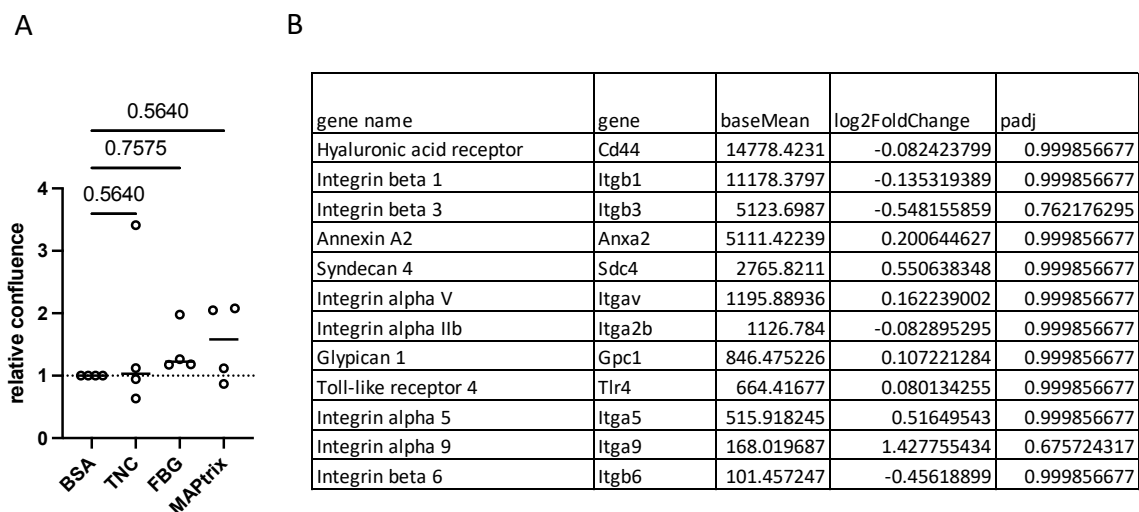 A
B
0.5640
0.7575
0.5640
4
3
2
1
0
relative confluence
BSA
TNC
FBG
MAPtrix
gene name gene baseMean log2FoldChange padj
Hyaluronic acid receptor Cd44 14778.4231 -0.082423799 0.999856677
Integrin beta 1 Itgb1 11178.3797 -0.135319389 0.999856677
Integrin beta 3 Itgb3 5123.6987 -0.548155859 0.762176295
Annexin A2 Anxa2 5111.42239 0.200644627 0.999856677
Syndecan 4 Sdc4 2765.8211 0.550638348 0.999856677
Integrin alpha V Itgav 1195.88936 0.162239002 0.999856677
Integrin alpha IIb Itga2b 1126.784 -0.082895295 0.999856677
Glypican 1 Gpc1 846.475226 0.107221284 0.999856677
Toll-like receptor 4 Tlr4 664.41677 0.080134255 0.999856677
Integrin alpha 5 Itga5 515.918245 0.51649543 0.999856677
Integrin alpha 9 Itga9 168.019687 1.427755434 0.675724317
Integrin beta 6 Itgb6 101.457247 -0.45618899 0.999856677